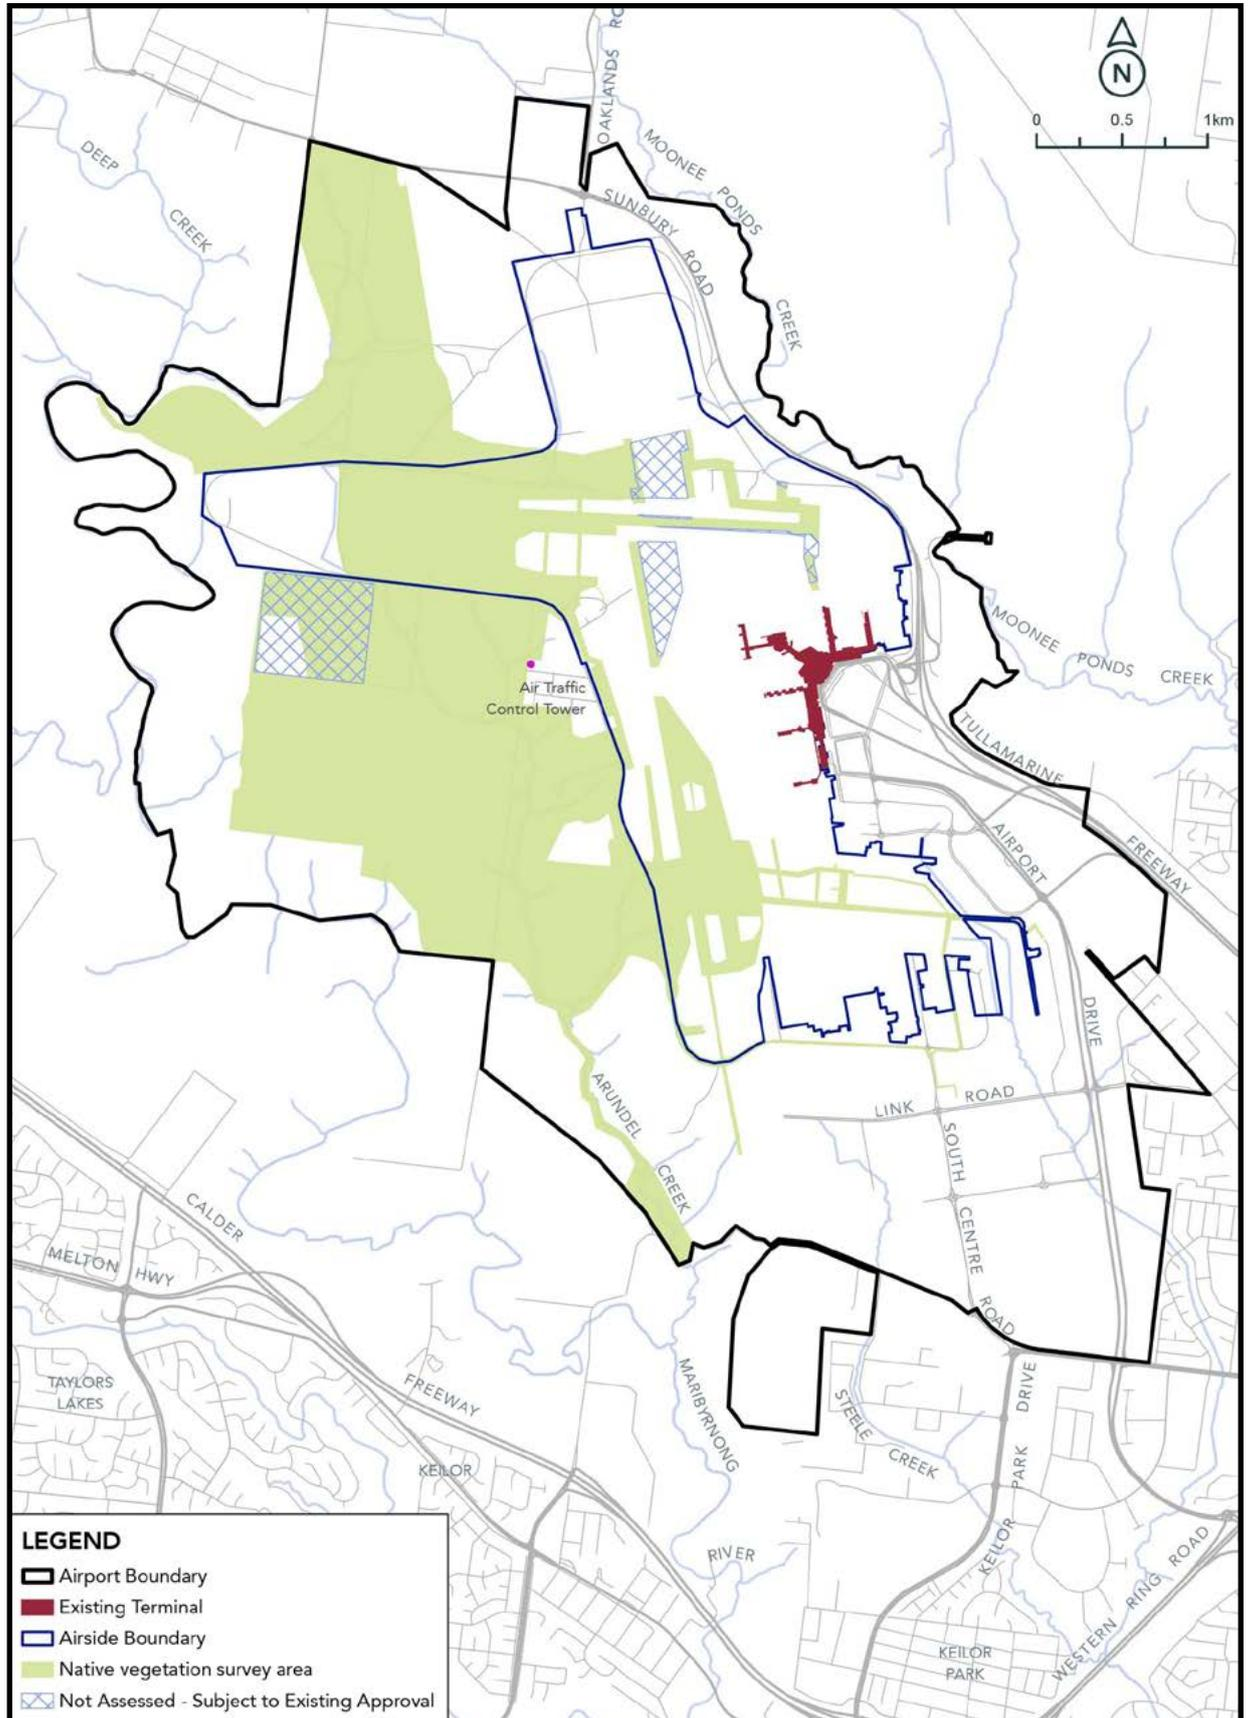 OAKLANDS RO
N
0 0.5 1km
MOONEE PONDS
CREEK
DEEP
CREEK
SUNBURY
ROAD
MOONEE PONDS CREEK
Air Traffic
Control Tower
TULLAMARINE
FREEWAY
AIRPORT
DRIVE
ARUNDEL
CREEK
LINK ROAD
SOUTH
CENTRE
ROAD
CALDER
FREEWAY
MELTON HWY
TAYLORS
LAKES
KEILOR
MARIBYRNONG
RIVER
STEELE
CREEK
KEILOR PARK DRIVE
WESTERN RING ROAD
KEILOR
PARK
LEGEND
Airport Boundary
Existing Terminal
Airside Boundary
Native vegetation survey area
Not Assessed - Subject to Existing Approval